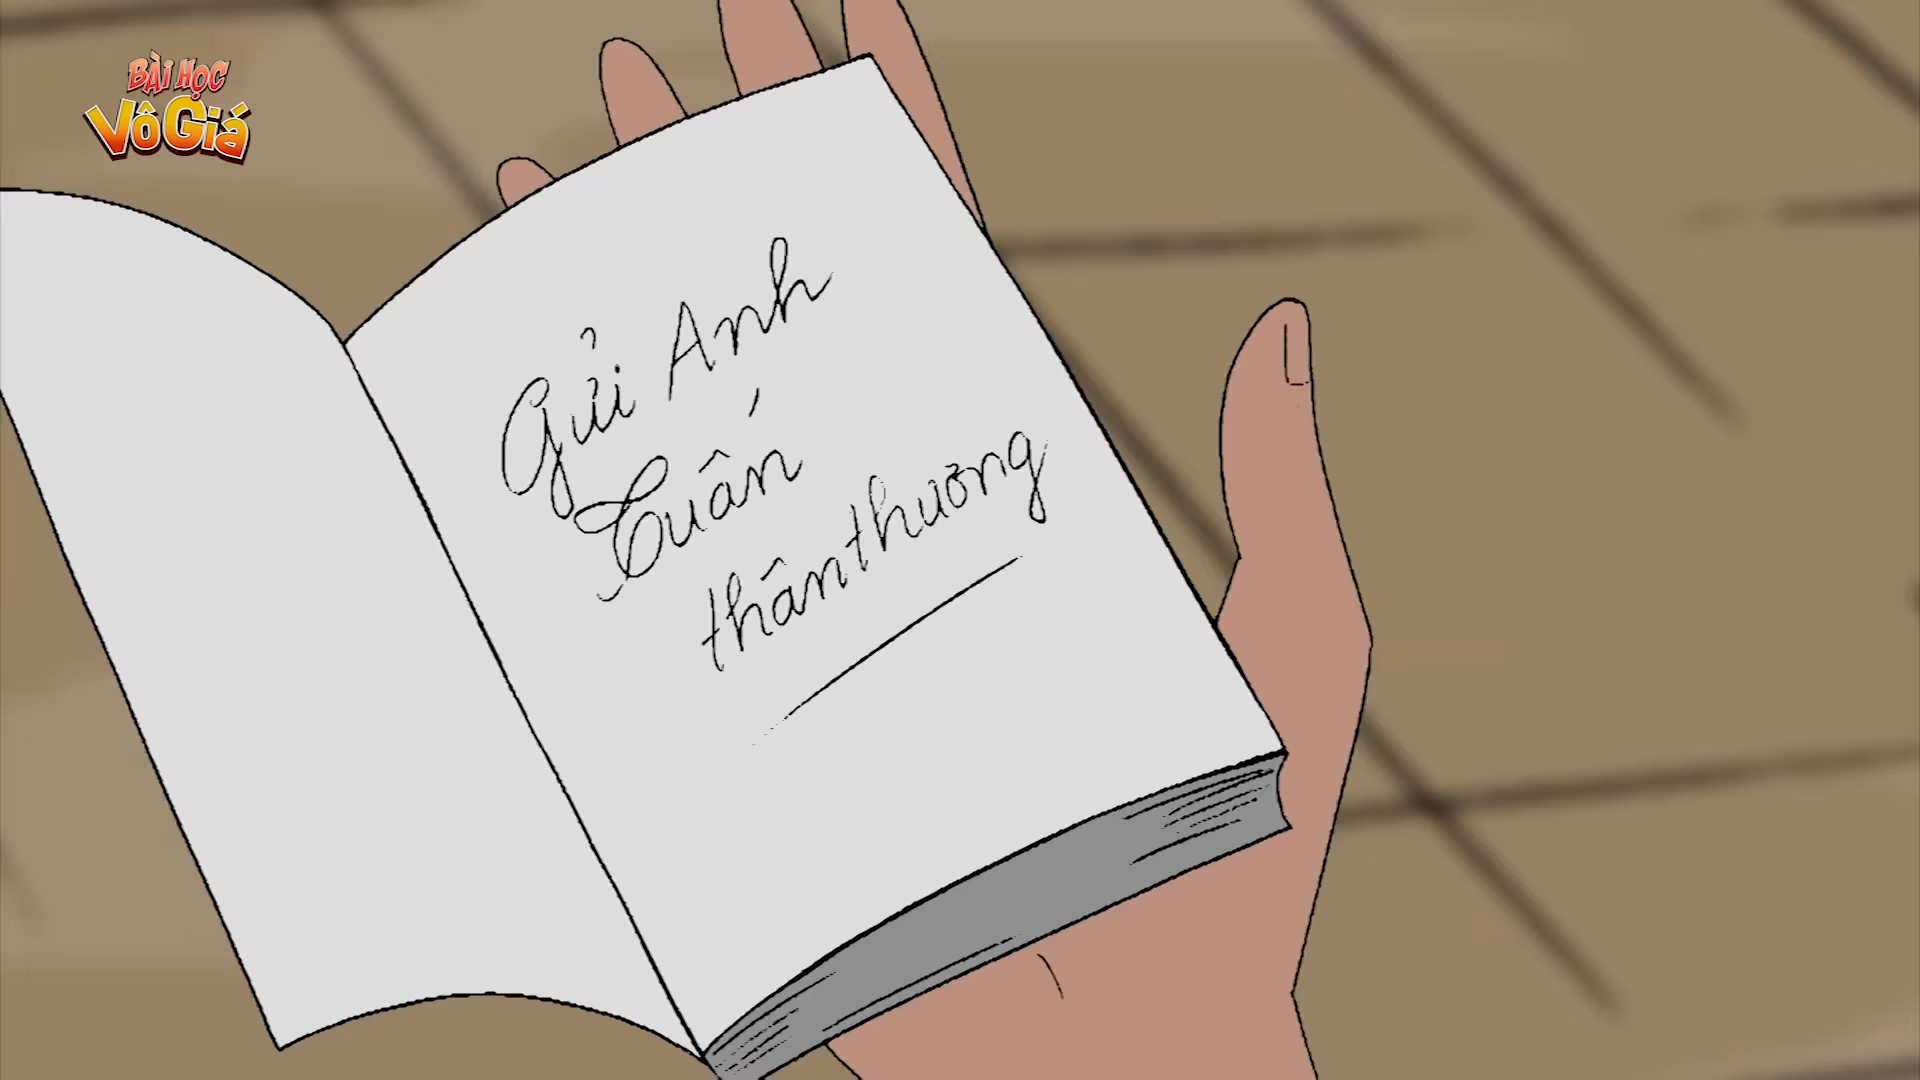 BÀI HỌC
VÔ GIÁ
Gửi Anh
Tuấn
thân thương